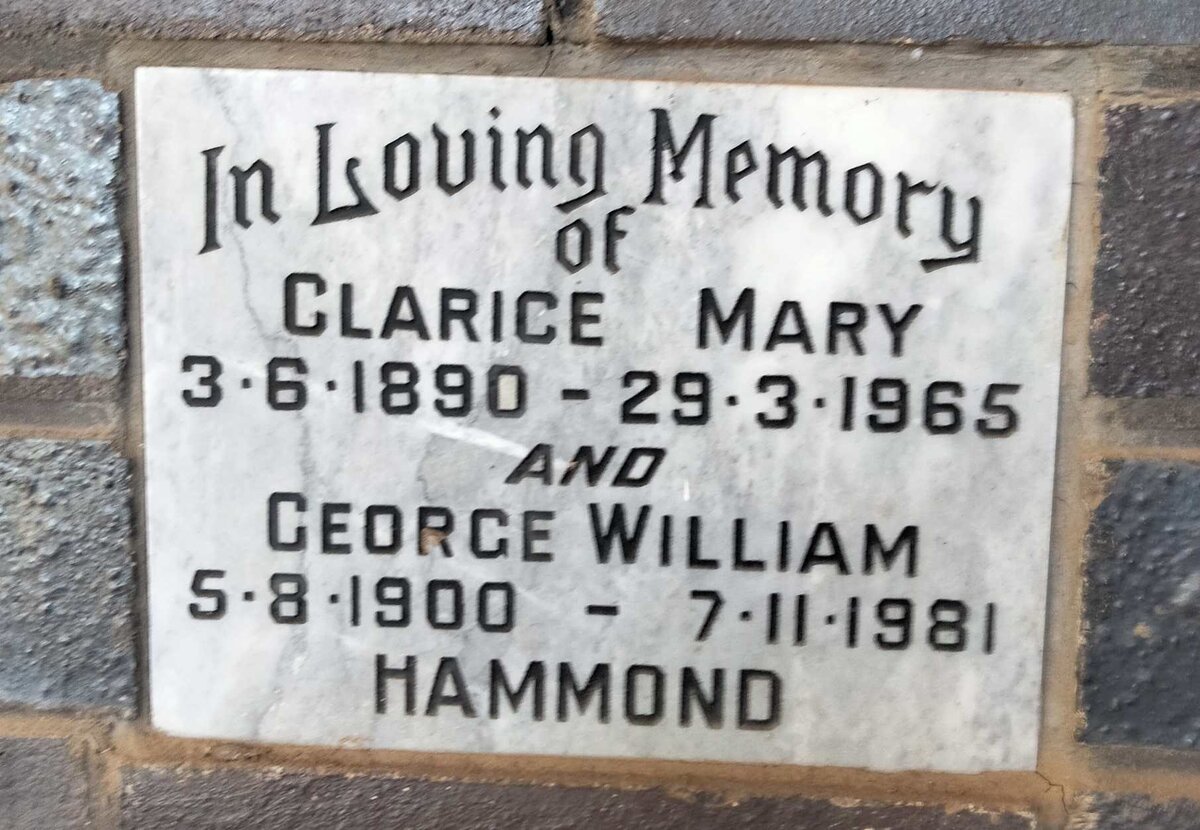 In Loving Memory
of
CLARICE MARY
3·6·1890 - 29·3·1965
AND
GEORGE WILLIAM
5·8·1900 - 7·11·1981
HAMMOND